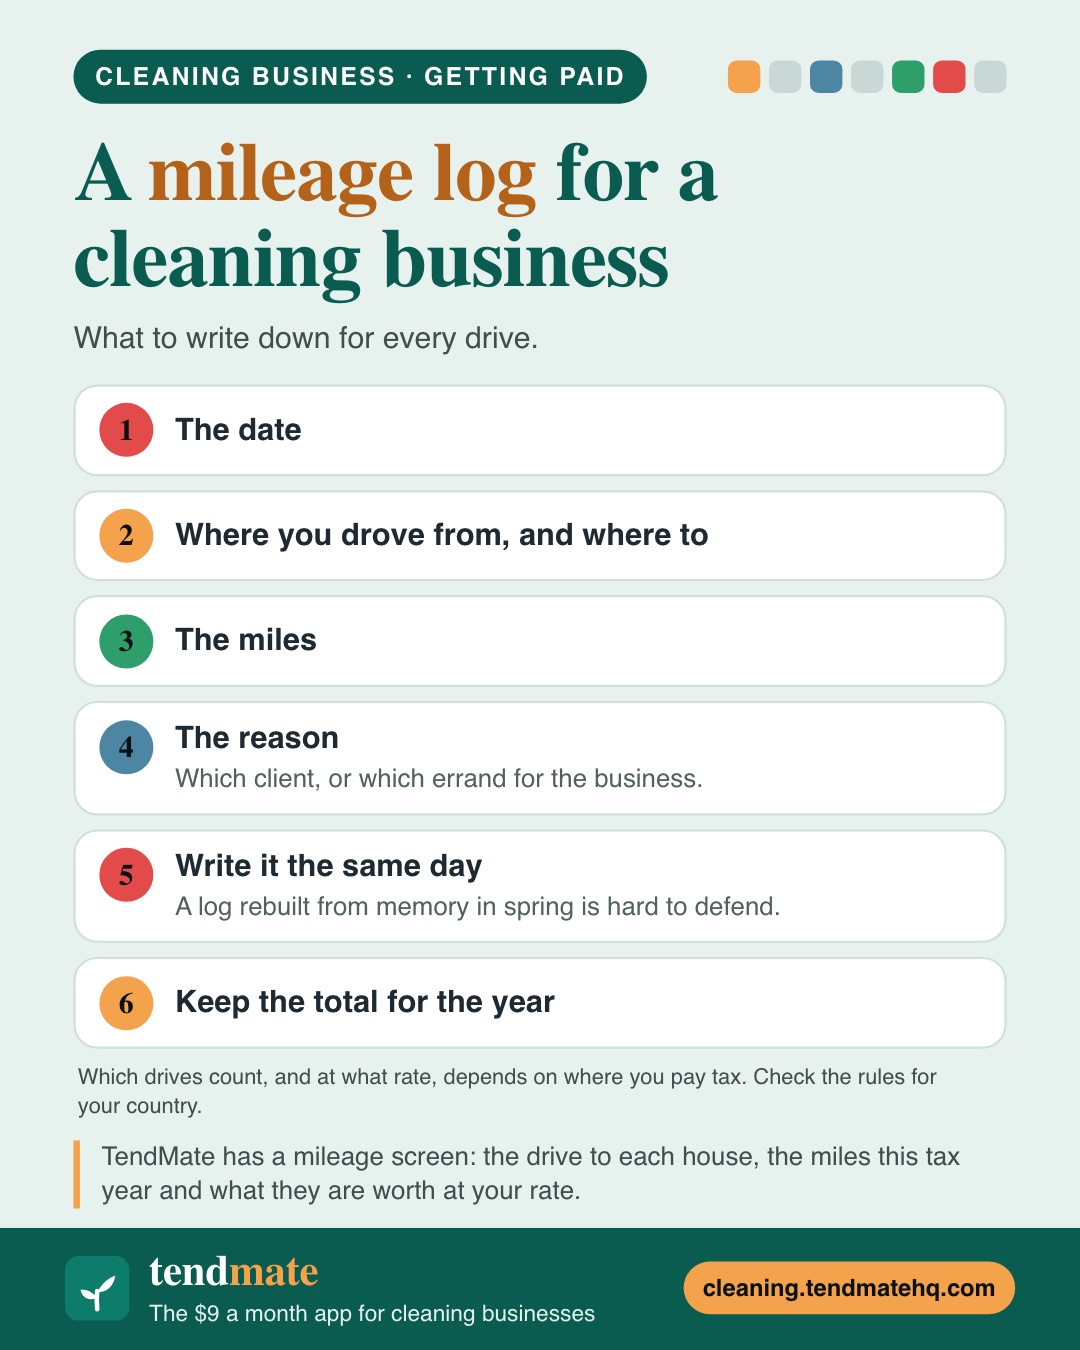 CLEANING BUSINESS · GETTING PAID
A mileage log for a
cleaning business
What to write down for every drive.
1 The date
2 Where you drove from, and where to
3 The miles
4 The reason
Which client, or which errand for the business.
5 Write it the same day
A log rebuilt from memory in spring is hard to defend.
6 Keep the total for the year
Which drives count, and at what rate, depends on where you pay tax. Check the rules for
your country.
TendMate has a mileage screen: the drive to each house, the miles this tax
year and what they are worth at your rate.
tendmate
The $9 a month app for cleaning businesses
cleaning.tendmatehq.com